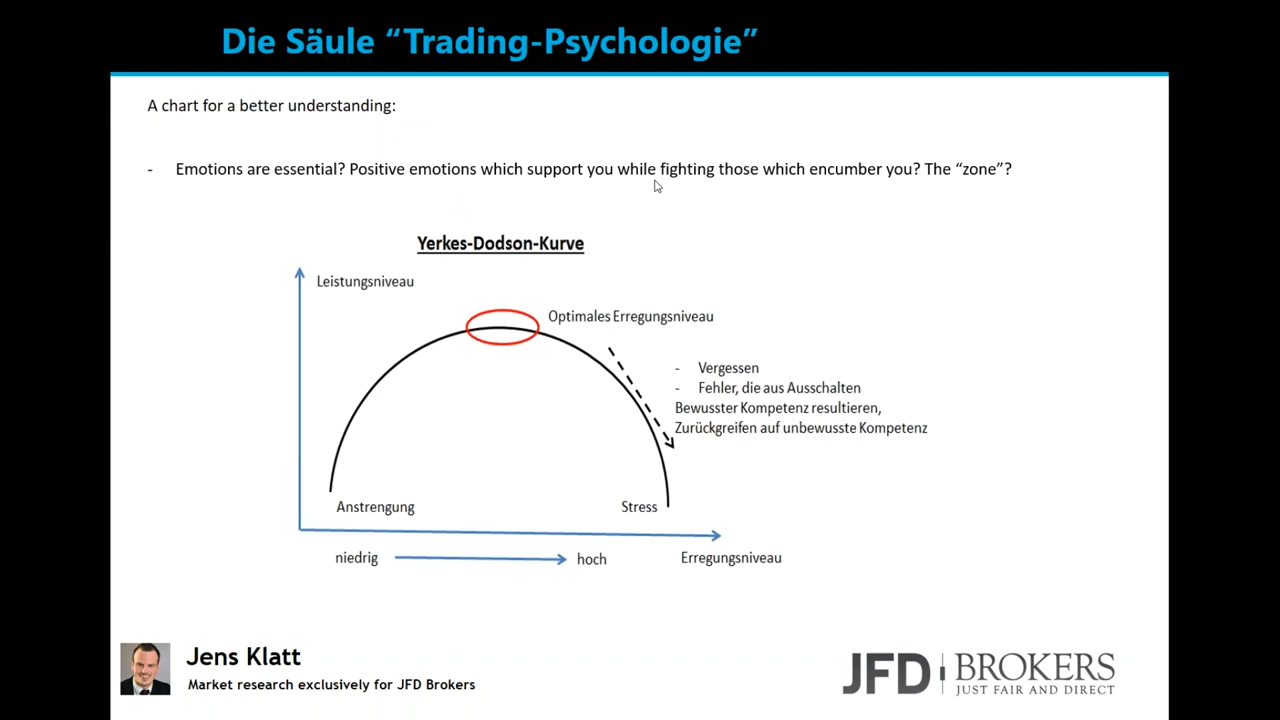 Die Säule “Trading-Psychologie”
A chart for a better understanding:
- Emotions are essential? Positive emotions which support you while fighting those which encumber you? The “zone”?
Yerkes-Dodson-Kurve
Leistungsniveau
Optimales Erregungsniveau
- Vergessen
- Fehler, die aus Ausschalten
Bewusster Kompetenz resultieren,
Zurückgreifen auf unbewusste Kompetenz
Anstrengung
Stress
niedrig
hoch
Erregungsniveau
Jens Klatt
Market research exclusively for JFD Brokers
JFD BROKERS
JUST FAIR AND DIRECT